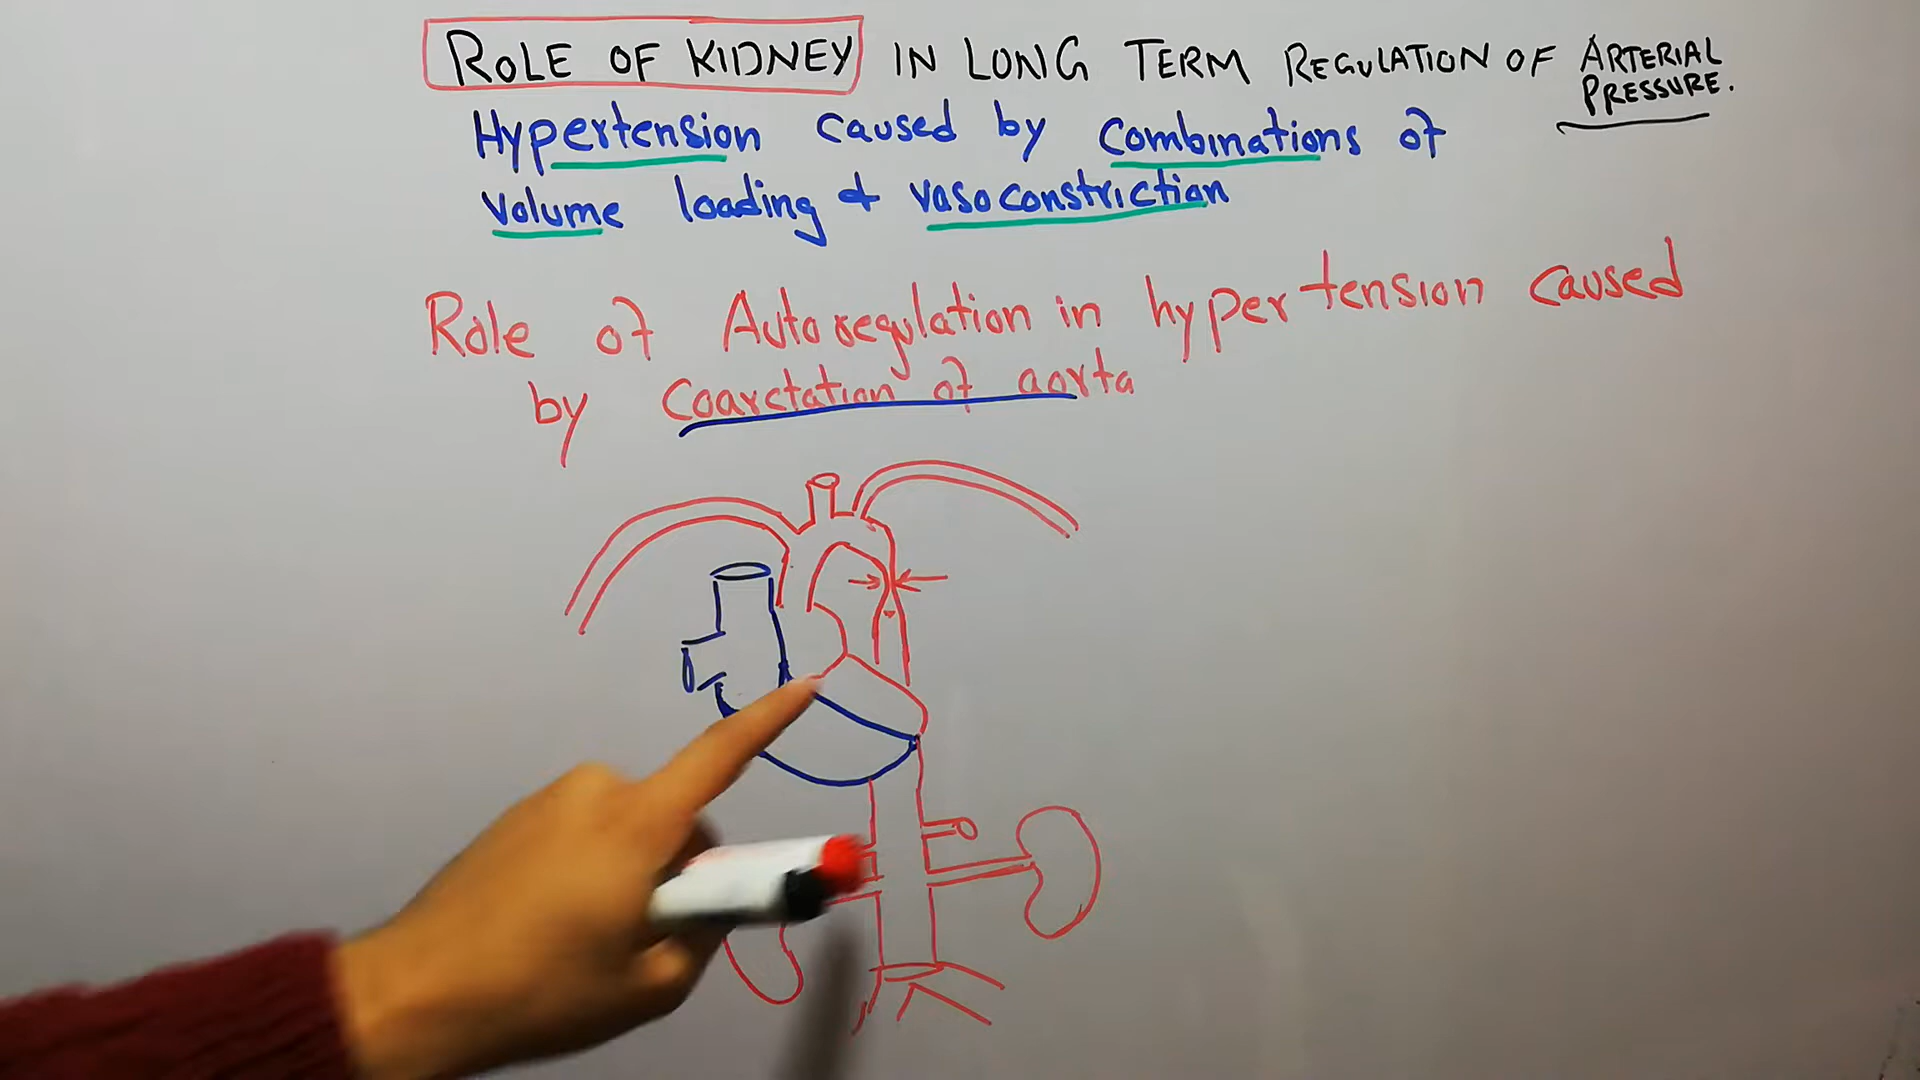 ROLE OF KIDNEY IN LONG TERM REGULATION OF ARTERIAL
PRESSURE.
Hypertension caused by combinations of
volume loading & vasoconstriction
Role of Autoregulation in hypertension caused
by Coarctation of aorta